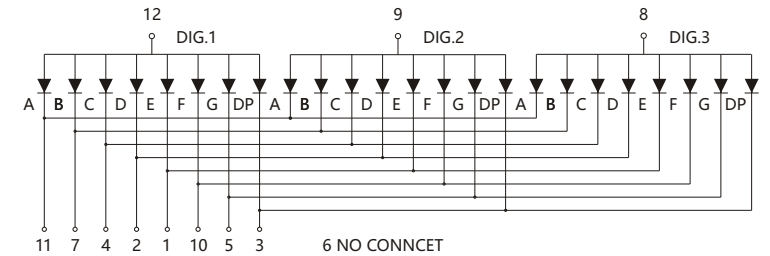 12 9 8
DIG.1 DIG.2 DIG.3
A B C D E F G DP A B C D E F G DP A B C D E F G DP
11 7 4 2 1 10 5 3 6 NO CONNCET